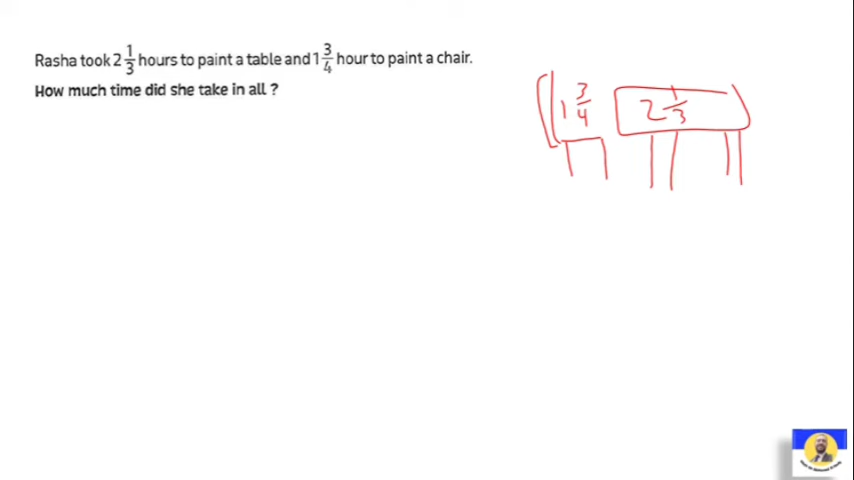 Rasha took 2 1/3 hours to paint a table and 1 3/4 hour to paint a chair.
How much time did she take in all ?
1 3/4
2 1/3